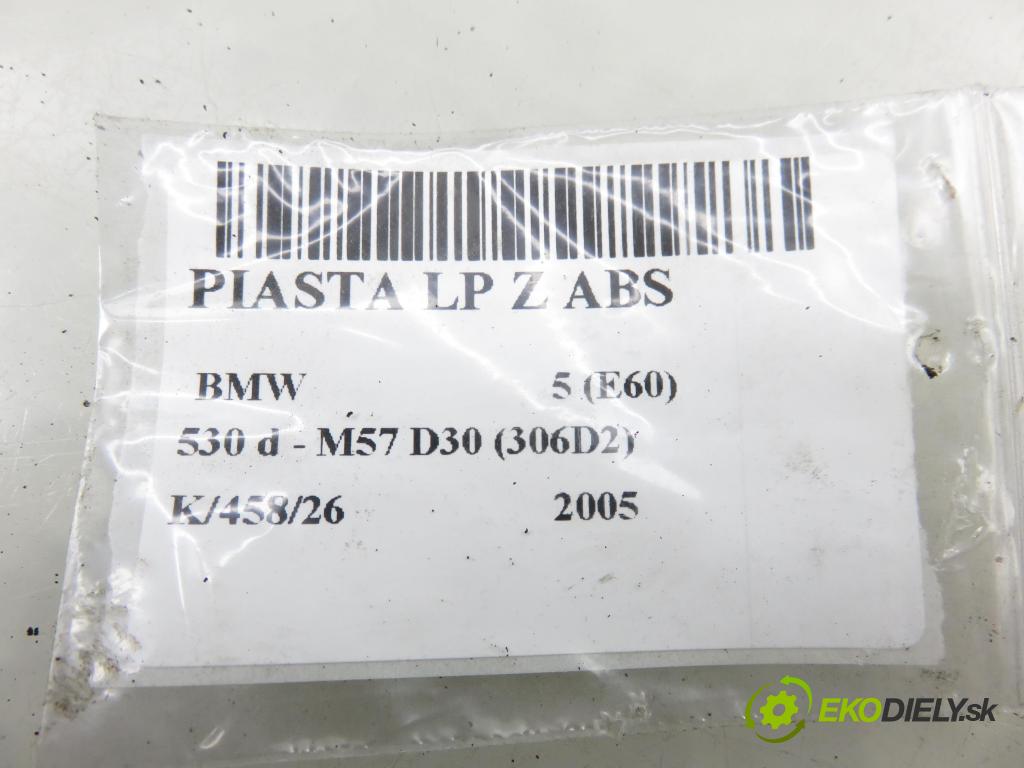 PIASTA LP Z ABS
BMW 5 (E60)
530 d - M57 D30 (306D2)
K/458/26 2005
EKODIELY.sk